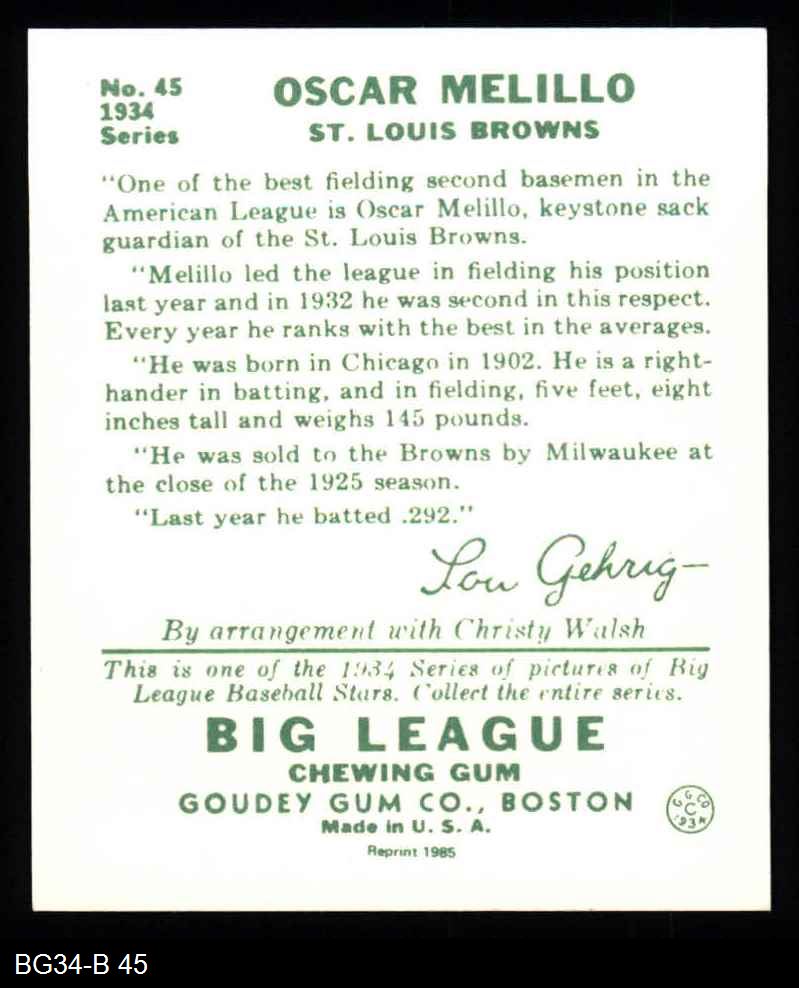 No. 45
1934
Series
OSCAR MELILLO
ST. LOUIS BROWNS
"One of the best fielding second basemen in the
American League is Oscar Melillo, keystone sack
guardian of the St. Louis Browns.
"Melillo led the league in fielding his position
last year and in 1932 he was second in this respect.
Every year he ranks with the best in the averages.
"He was born in Chicago in 1902. He is a right-
hander in batting, and in fielding, five feet, eight
inches tall and weighs 145 pounds.
"He was sold to the Browns by Milwaukee at
the close of the 1925 season.
"Last year he batted .292."
Lou Gehrig
By arrangement with Christy Walsh
This is one of the 1934 Series of pictures of Big
League Baseball Stars. Collect the entire series.
BIG LEAGUE
CHEWING GUM
GOUDEY GUM CO., BOSTON
Made in U. S. A.
G.G.CO
C
1934
Reprint 1985
BG34-B 45